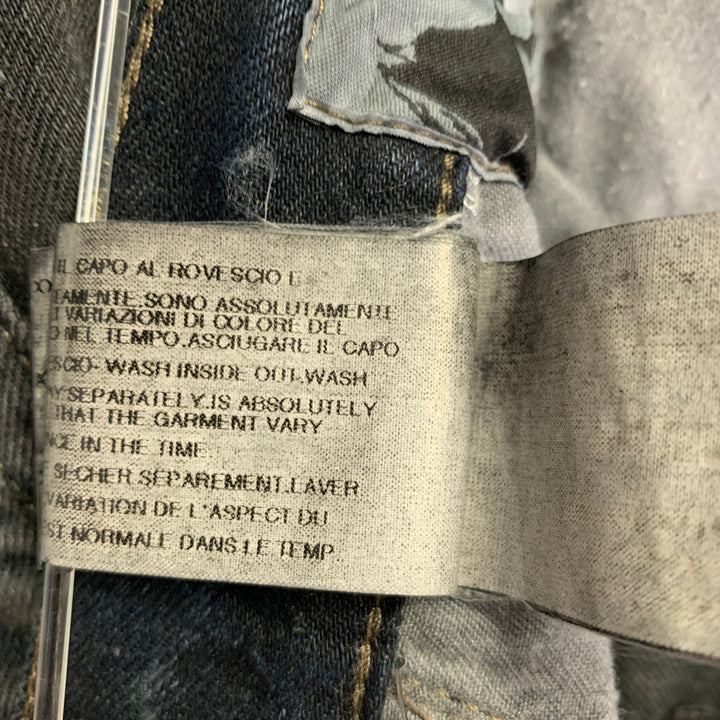 IL CAPO AL ROVESCIO E
TAMENTE.SONO ASSOLUTAMENTE
I VARIAZIONI DI COLORE DEL
O NEL TEMPO.ASCIUGARE IL CAPO
SCIO- WASH INSIDE OUT.WASH
Y SEPARATELY.IS ABSOLUTELY
THAT THE GARMENT VARY
NCE IN THE TIME.
SECHER SEPAREMENT.LAVER
VARIATION DE L'ASPECT DU
ST NORMALE DANS LE TEMP